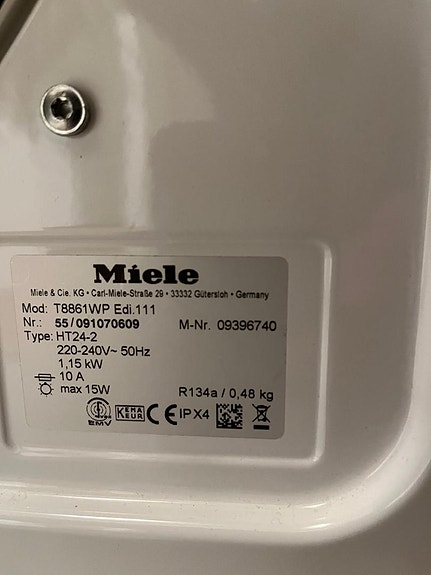 Miele
Miele & Cie. KG • Carl-Miele-Straße 29 • 33332 Gütersloh • Germany
Mod: T8861WP Edi.111
Nr.: 55/091070609 M-Nr. 09396740
Type: HT24-2
220-240V~ 50Hz
1,15 kW
10 A
max 15W R134a / 0,48 kg
EMV KEMA KEUR CE IPX4